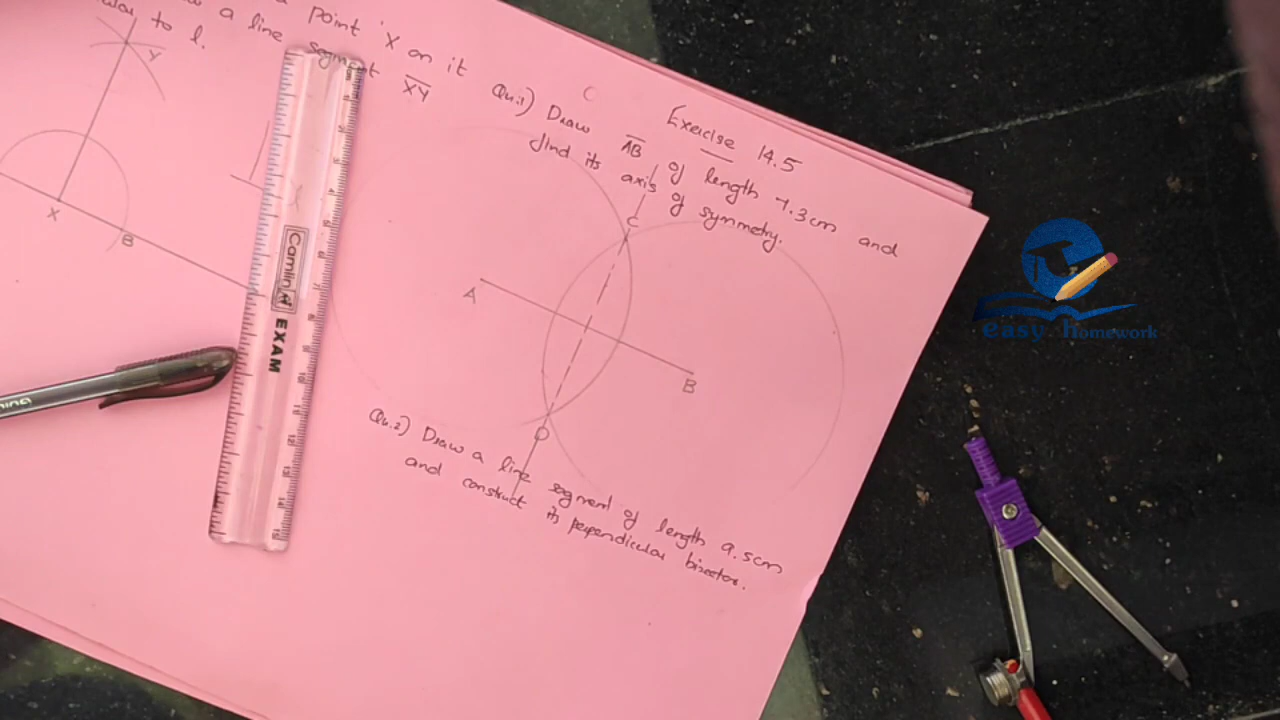 point 'X on it
a line segment X̅Y̅
to l.
Y
X
B
Exercise 14.5
Qu.1) Draw A̅B̅ of length 7.3cm and
find its axis of symmetry.
C
A
B
D
Qu.2) Draw a line segment of length 9.5cm
and construct its perpendicular bisector.
Camlin
EXAM
easy homework